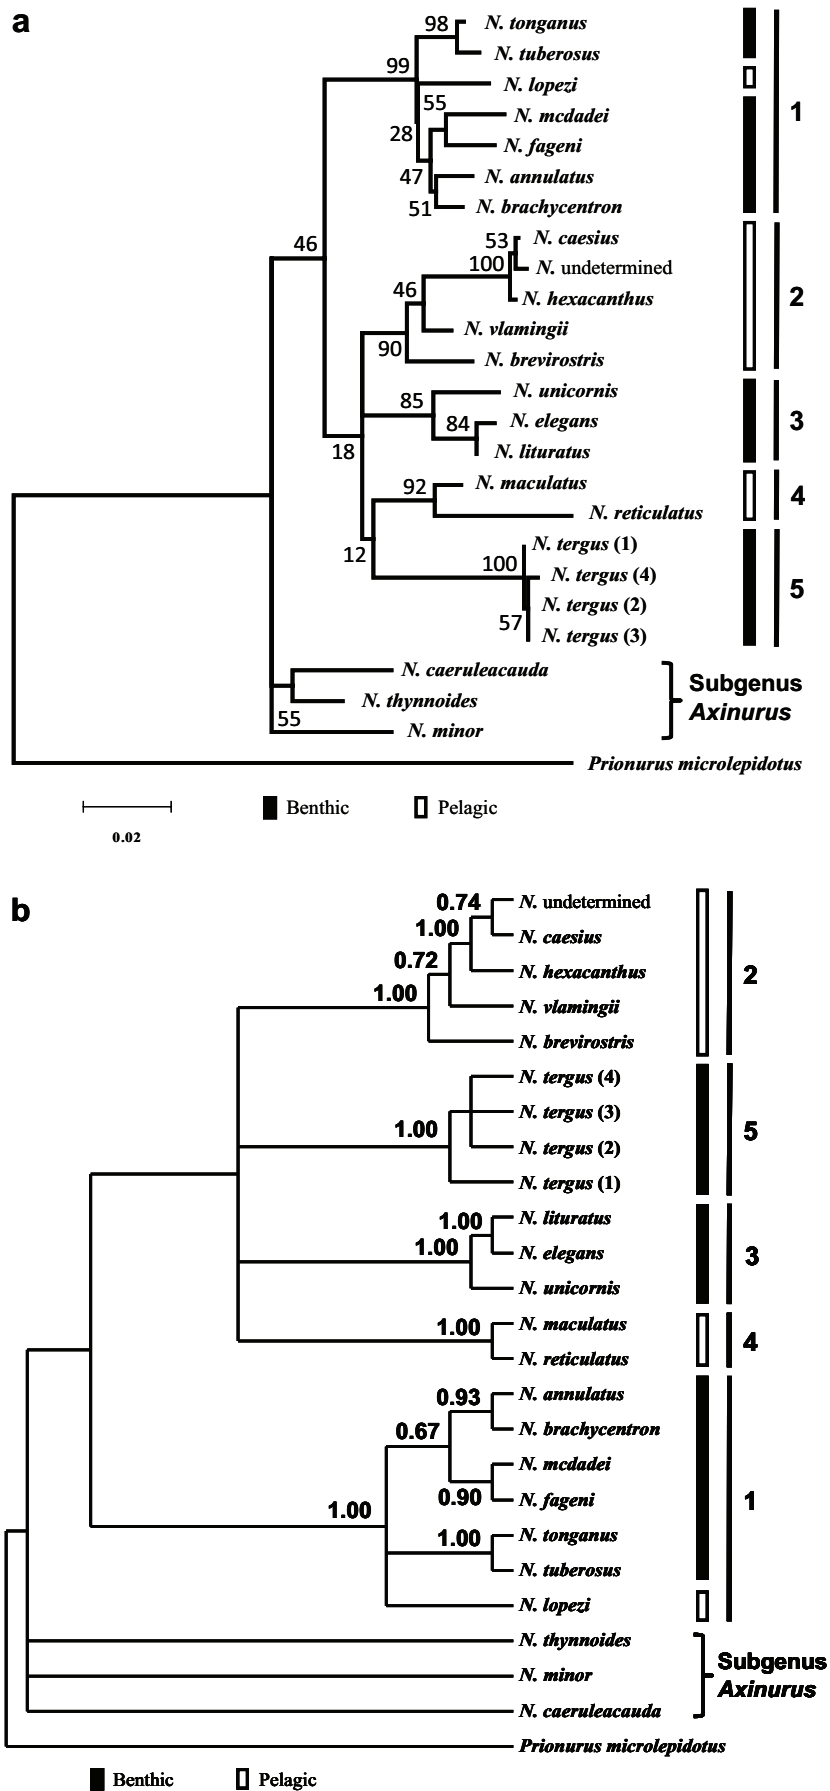 a
98
N. tonganus
N. tuberosus
99
N. lopezi
55
N. mcdadei
1
28
N. fageni
47
N. annulatus
51
N. brachycentron
46
53
N. caesius
100
N. undetermined
46
N. hexacanthus
2
N. vlamingii
90
N. brevirostris
85
N. unicornis
84
N. elegans
3
18
N. lituratus
92
N. maculatus
4
N. reticulatus
12
100
N. tergus (1)
N. tergus (4)
5
N. tergus (2)
57
N. tergus (3)
N. caeruleacauda
Subgenus
N. thynnoides
Axinurus
55
N. minor
Prionurus microlepidotus
0.02
Benthic
Pelagic
b
0.74
N. undetermined
1.00
N. caesius
0.72
N. hexacanthus
2
1.00
N. vlamingii
N. brevirostris
N. tergus (4)
N. tergus (3)
1.00
5
N. tergus (2)
N. tergus (1)
1.00
N. lituratus
1.00
N. elegans
3
N. unicornis
1.00
N. maculatus
4
N. reticulatus
0.93
N. annulatus
0.67
N. brachycentron
N. mcdadei
0.90
N. fageni
1
1.00
1.00
N. tonganus
N. tuberosus
N. lopezi
N. thynnoides
Subgenus
N. minor
Axinurus
N. caeruleacauda
Prionurus microlepidotus
Benthic
Pelagic